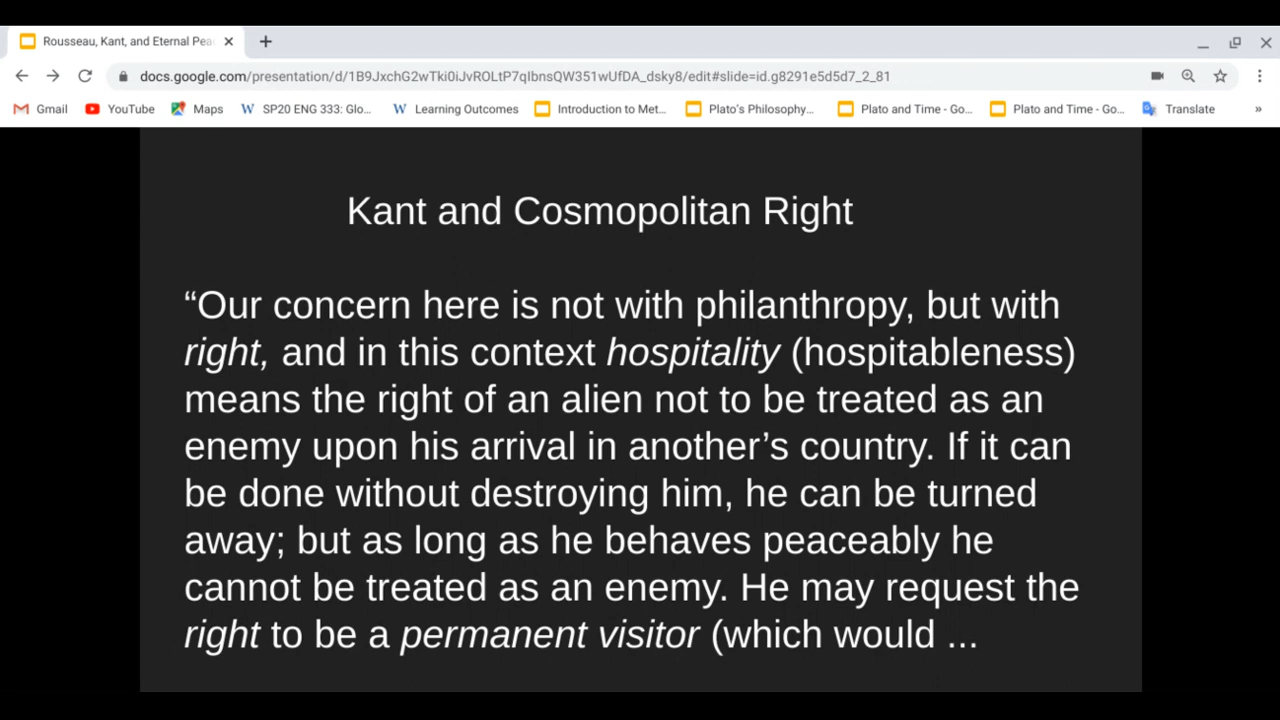 Rousseau, Kant, and Eternal Pea
docs.google.com/presentation/d/1B9JxchG2wTki0iJvROLtP7qIbnsQW351wUfDA_dsky8/edit#slide=id.g8291e5d5d7_2_81
Gmail YouTube Maps SP20 ENG 333: Glo... Learning Outcomes Introduction to Met... Plato's Philosophy... Plato and Time - Go... Plato and Time - Go... Translate »
Kant and Cosmopolitan Right
“Our concern here is not with philanthropy, but with
right, and in this context hospitality (hospitableness)
means the right of an alien not to be treated as an
enemy upon his arrival in another’s country. If it can
be done without destroying him, he can be turned
away; but as long as he behaves peaceably he
cannot be treated as an enemy. He may request the
right to be a permanent visitor (which would ...